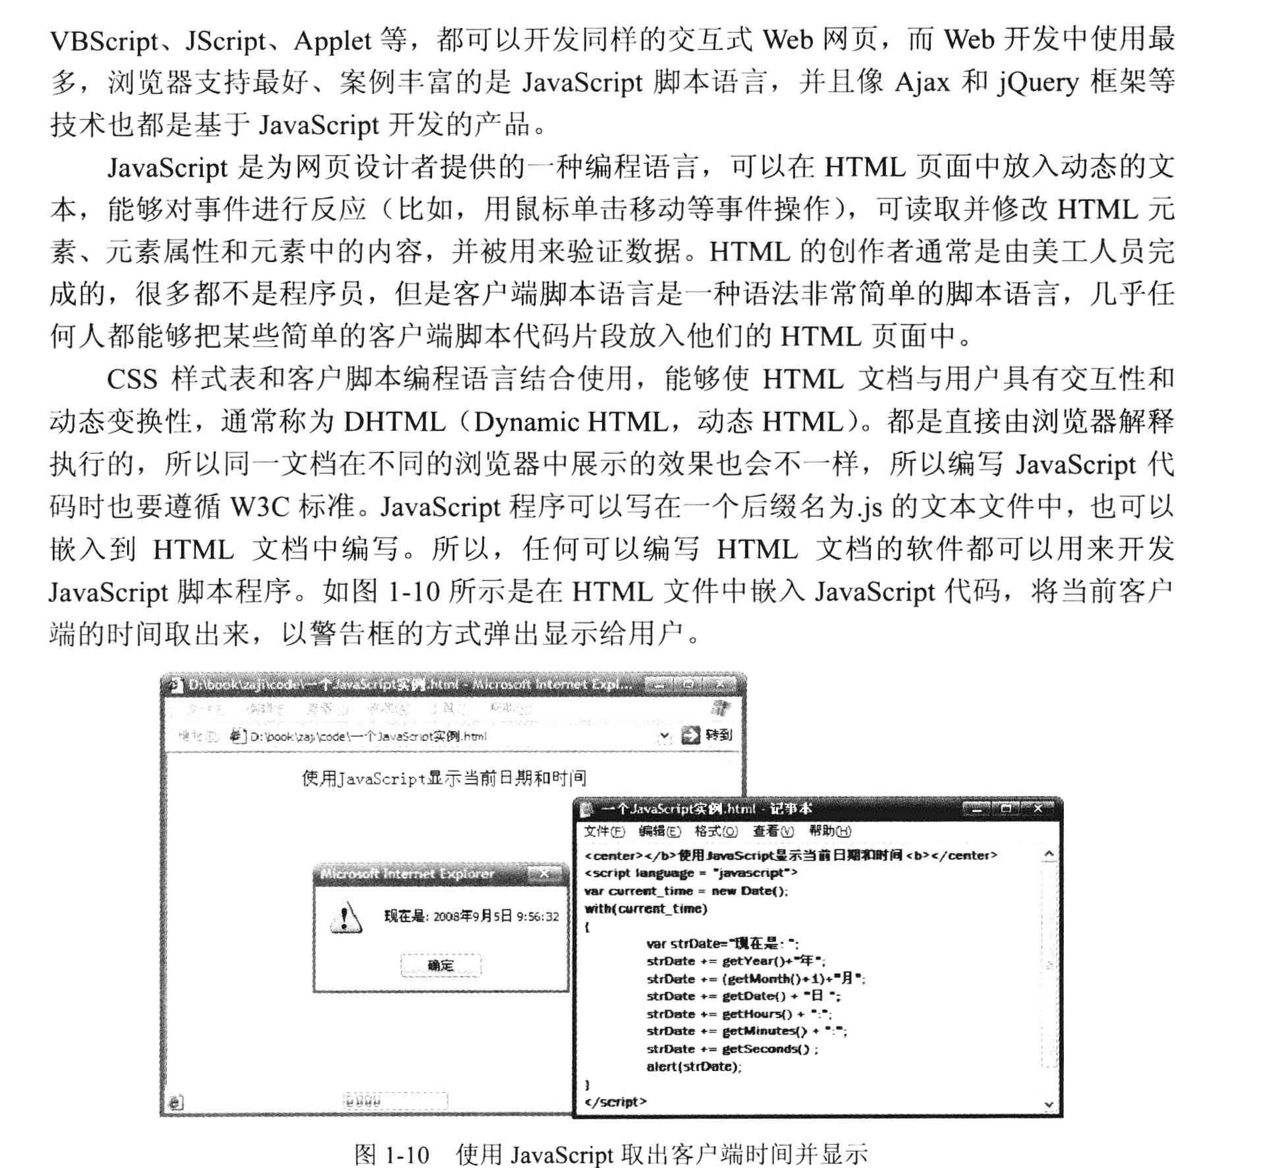 VBScript、JScript、Applet 等，都可以开发同样的交互式 Web 网页，而 Web 开发中使用最
多，浏览器支持最好、案例丰富的是 JavaScript 脚本语言，并且像 Ajax 和 jQuery 框架等
技术也都是基于 JavaScript 开发的产品。
JavaScript 是为网页设计者提供的一种编程语言，可以在 HTML 页面中放入动态的文
本，能够对事件进行反应（比如，用鼠标单击移动等事件操作），可读取并修改 HTML 元
素、元素属性和元素中的内容，并被用来验证数据。HTML 的创作者通常是由美工人员完
成的，很多都不是程序员，但是客户端脚本语言是一种语法非常简单的脚本语言，几乎任
何人都能够把某些简单的客户端脚本代码片段放入他们的 HTML 页面中。
CSS 样式表和客户脚本编程语言结合使用，能够使 HTML 文档与用户具有交互性和
动态变换性，通常称为 DHTML（Dynamic HTML，动态 HTML）。都是直接由浏览器解释
执行的，所以同一文档在不同的浏览器中展示的效果也会不一样，所以编写 JavaScript 代
码时也要遵循 W3C 标准。JavaScript 程序可以写在一个后缀名为.js 的文本文件中，也可以
嵌入到 HTML 文档中编写。所以，任何可以编写 HTML 文档的软件都可以用来开发
JavaScript 脚本程序。如图 1-10 所示是在 HTML 文件中嵌入 JavaScript 代码，将当前客户
端的时间取出来，以警告框的方式弹出显示给用户。
D:\book\zaji\code\一个JavaScript实例.html - Microsoft Internet Expl...
D:\book\zaji\code\一个JavaScript实例.html
转到
使用JavaScript显示当前日期和时间
Microsoft Internet Explorer
现在是: 2008年9月5日 9:56:32
确定
一个JavaScript实例.html - 记事本
文件(F) 编辑(E) 格式(O) 查看(V) 帮助(H)
<center></b>使用JavaScript显示当前日期和时间<b></center>
<script language = "javascript">
var current_time = new Date();
with(current_time)
{
var strDate="现在是: ";
strDate += getYear()+"年";
strDate += (getMonth()+1)+"月";
strDate += getDate() + "日 ";
strDate += getHours() + ":";
strDate += getMinutes() + ":";
strDate += getSeconds() ;
alert(strDate);
}
</script>
图 1-10 使用 JavaScript 取出客户端时间并显示